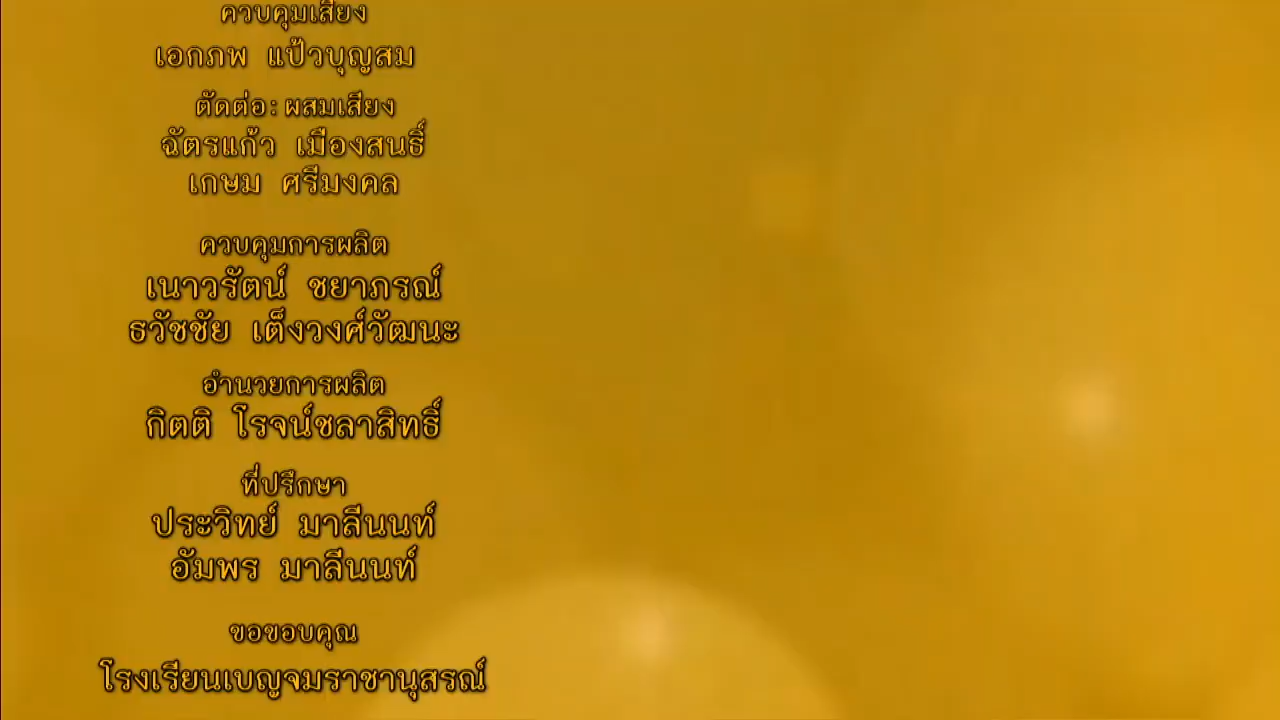 ควบคุมเสียง
เอกภพ แป้วบุญสม
ตัดต่อ: ผสมเสียง
ฉัตรแก้ว เมืองสนธิ์
เกษม ศรีมงคล
ควบคุมการผลิต
เนาวรัตน์ ชยาภรณ์
ธวัชชัย เต็งวงศ์วัฒนะ
อำนวยการผลิต
กิตติ โรจน์ชลาสิทธิ์
ที่ปรึกษา
ประวิทย์ มาลีนนท์
อัมพร มาลีนนท์
ขอขอบคุณ
โรงเรียนเบญจมราชานุสรณ์